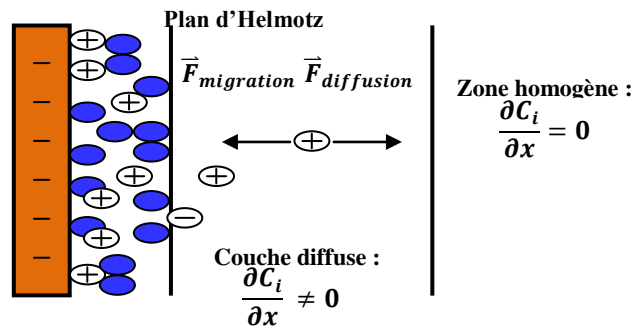 Plan d’Helmotz
F⃗migration F⃗diffusion
Zone homogène :
∂Cᵢ/∂x = 0
Couche diffuse :
∂Cᵢ/∂x ≠ 0